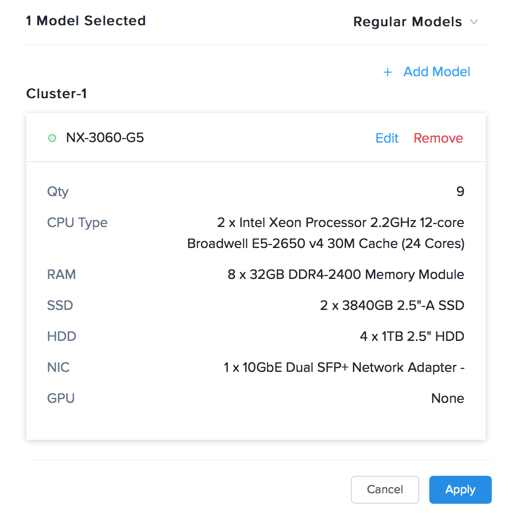 1 Model Selected Regular Models
+ Add Model
Cluster-1
NX-3060-G5 Edit Remove
Qty 9
CPU Type 2 x Intel Xeon Processor 2.2GHz 12-core
Broadwell E5-2650 v4 30M Cache (24 Cores)
RAM 8 x 32GB DDR4-2400 Memory Module
SSD 2 x 3840GB 2.5"-A SSD
HDD 4 x 1TB 2.5" HDD
NIC 1 x 10GbE Dual SFP+ Network Adapter -
GPU None
Cancel Apply